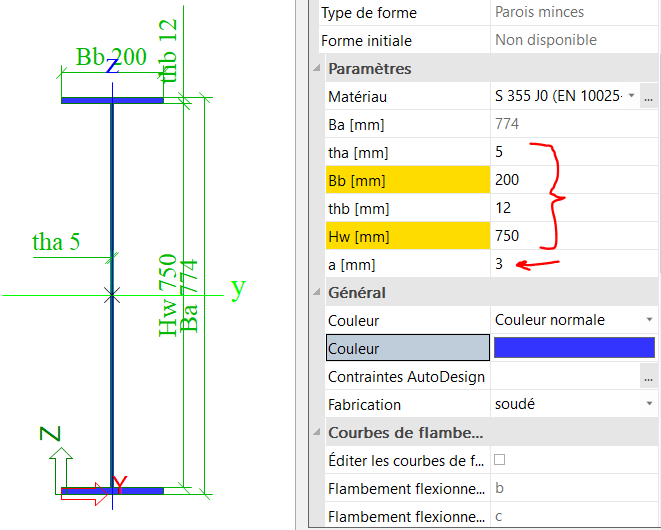 Bb 200
thb 12
Z
tha 5
Hw 750
Ba 774
y
Z
Y
Type de forme Parois minces
Forme initiale Non disponible
Paramètres
Matériau S 355 J0 (EN 10025- ...
Ba [mm] 774
tha [mm] 5
Bb [mm] 200
thb [mm] 12
Hw [mm] 750
a [mm] 3
Général
Couleur Couleur normale
Couleur
Contraintes AutoDesign ...
Fabrication soudé
Courbes de flambe...
Éditer les courbes de f...
Flambement flexionne... b
Flambement flexionne... c